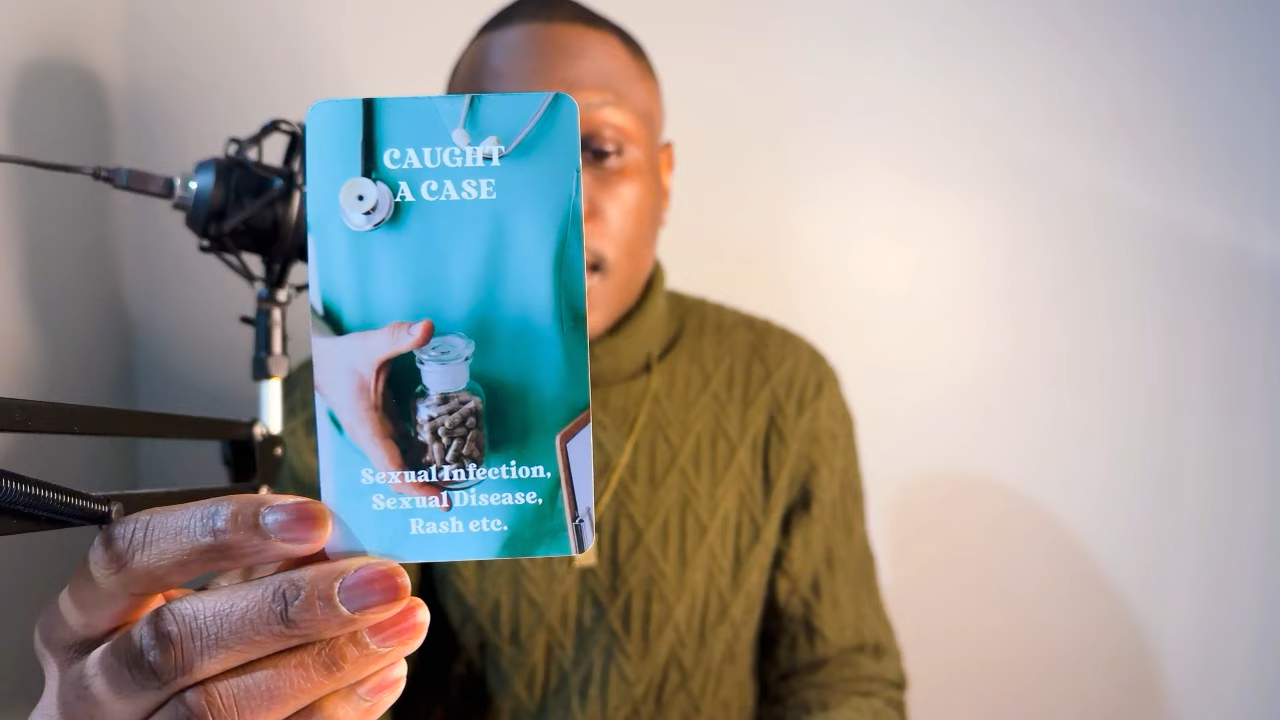 CAUGHT
A CASE
Sexual Infection,
Sexual Disease,
Rash etc.